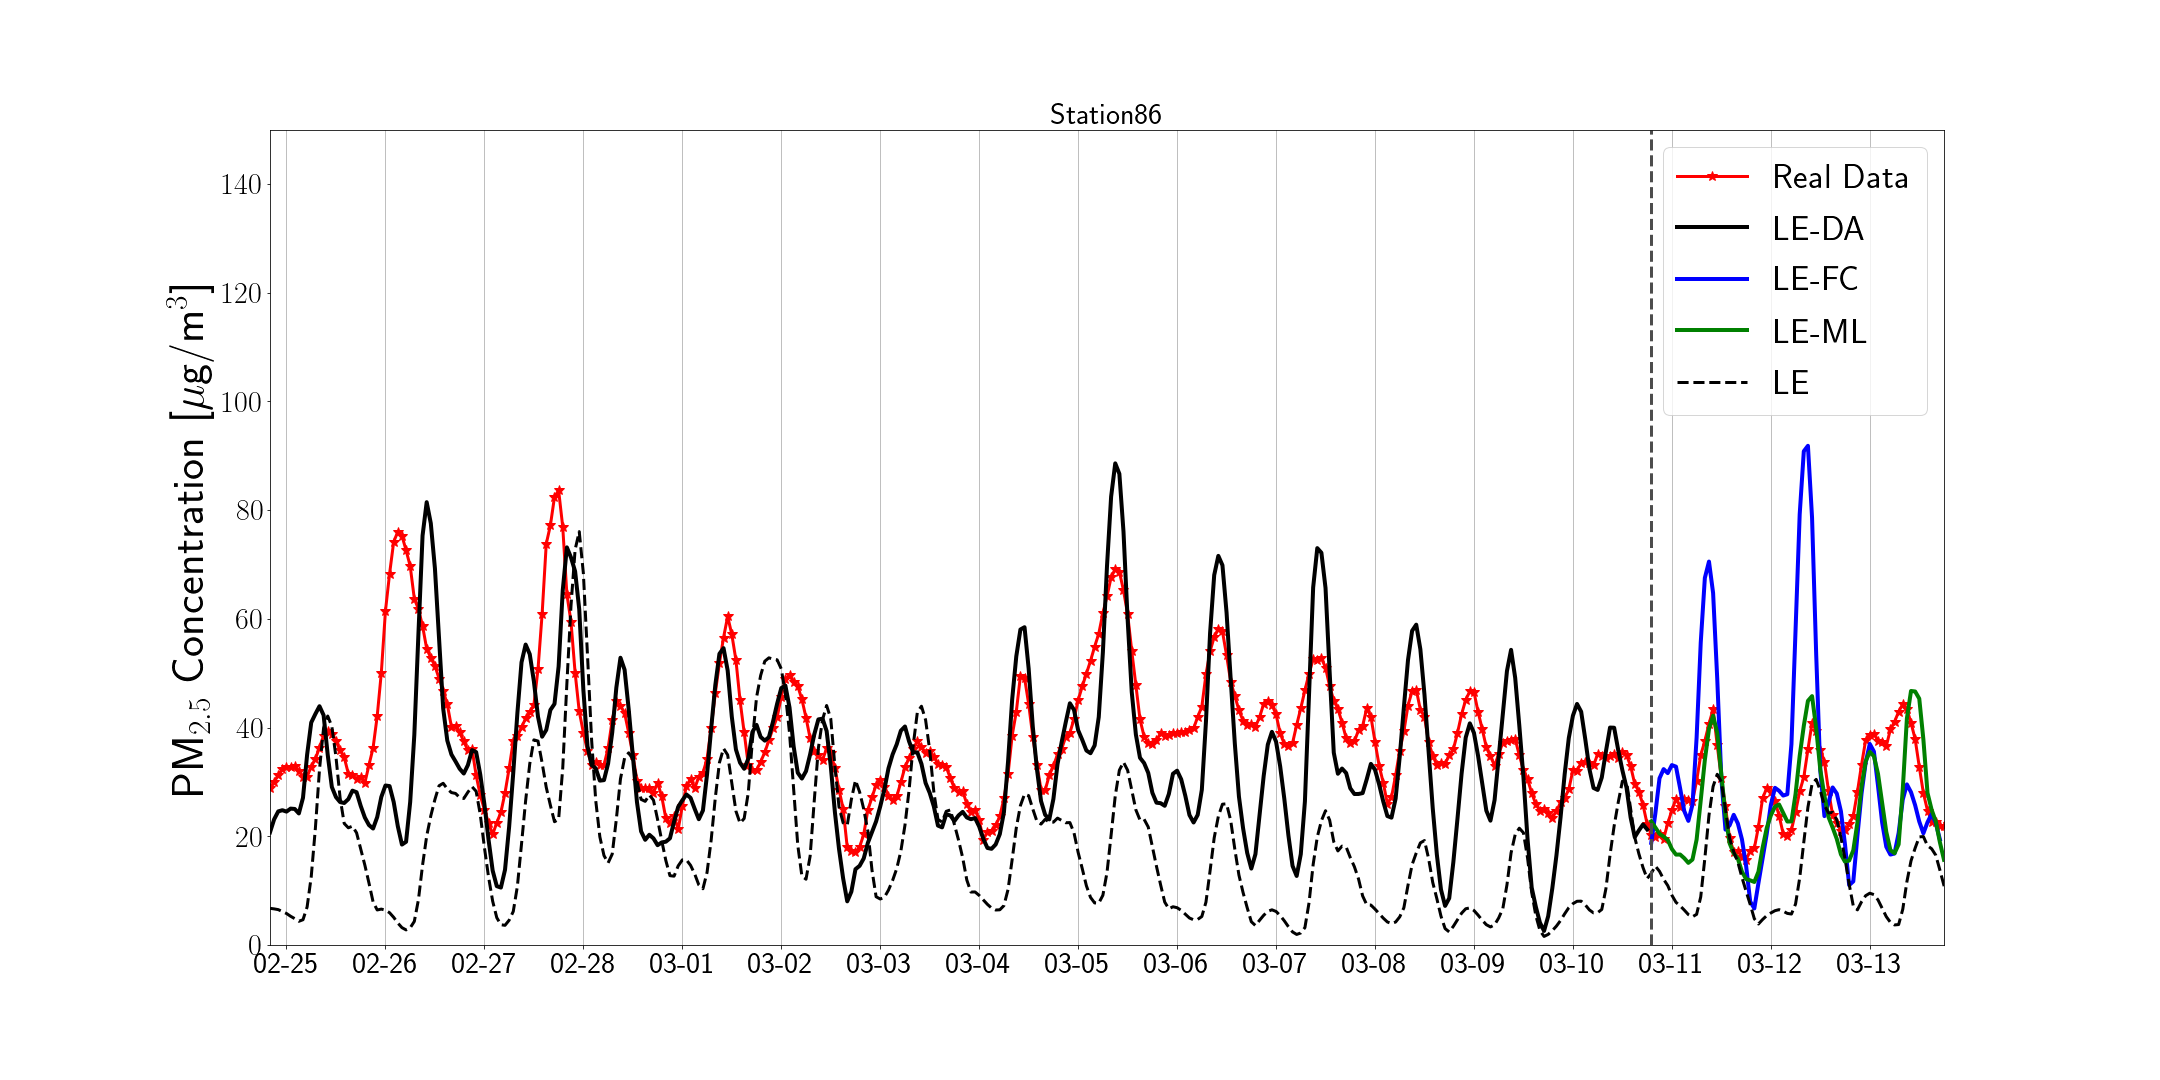 Station86
PM2.5 Concentration [μg/m³]
140
120
100
80
60
40
20
0
Real Data
LE-DA
LE-FC
LE-ML
LE
02-25 02-26 02-27 02-28 03-01 03-02 03-03 03-04 03-05 03-06 03-07 03-08 03-09 03-10 03-11 03-12 03-13